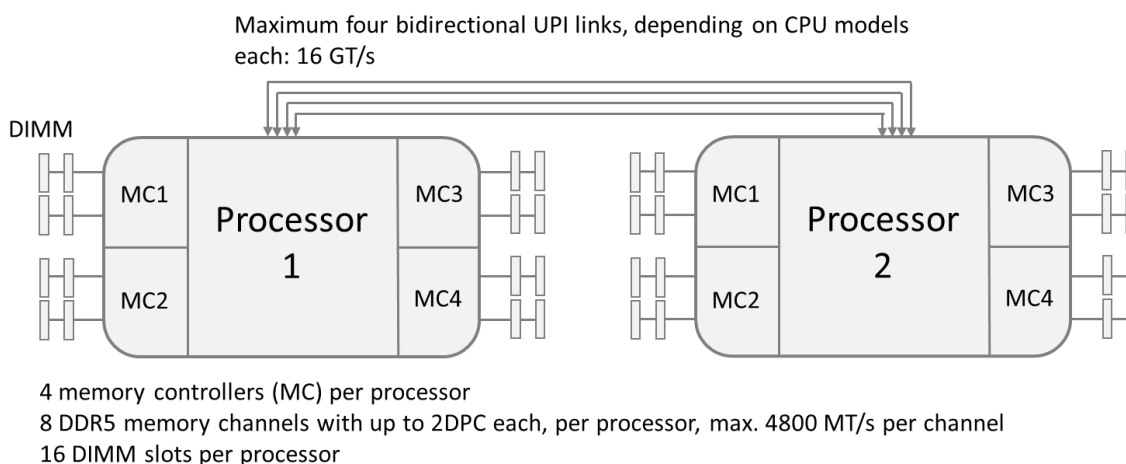 Maximum four bidirectional UPI links, depending on CPU models
each: 16 GT/s
DIMM
MC1
MC3
Processor
1
MC2
MC4
MC1
MC3
Processor
2
MC2
MC4
4 memory controllers (MC) per processor
8 DDR5 memory channels with up to 2DPC each, per processor, max. 4800 MT/s per channel
16 DIMM slots per processor